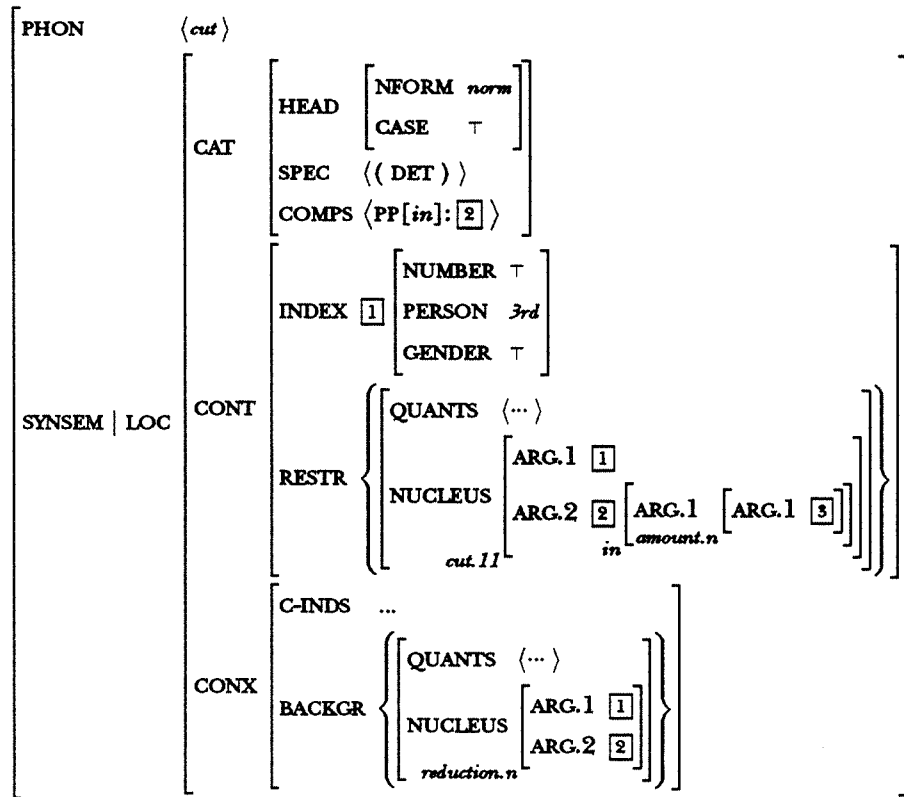 PHON ⟨cut⟩
HEAD [NFORM norm
CASE ⊤]
CAT
SPEC ⟨( DET ) ⟩
COMPS ⟨PP[in]: [2] ⟩
NUMBER ⊤
INDEX [1] PERSON 3rd
GENDER ⊤
SYNSEM | LOC CONT
QUANTS ⟨···⟩
ARG.1 [1]
RESTR NUCLEUS
ARG.2 [2] ARG.1 ARG.1 [3]
in amount.n
cut.11
C-INDS ...
QUANTS ⟨···⟩
CONX
BACKGR ARG.1 [1]
NUCLEUS
ARG.2 [2]
reduction.n